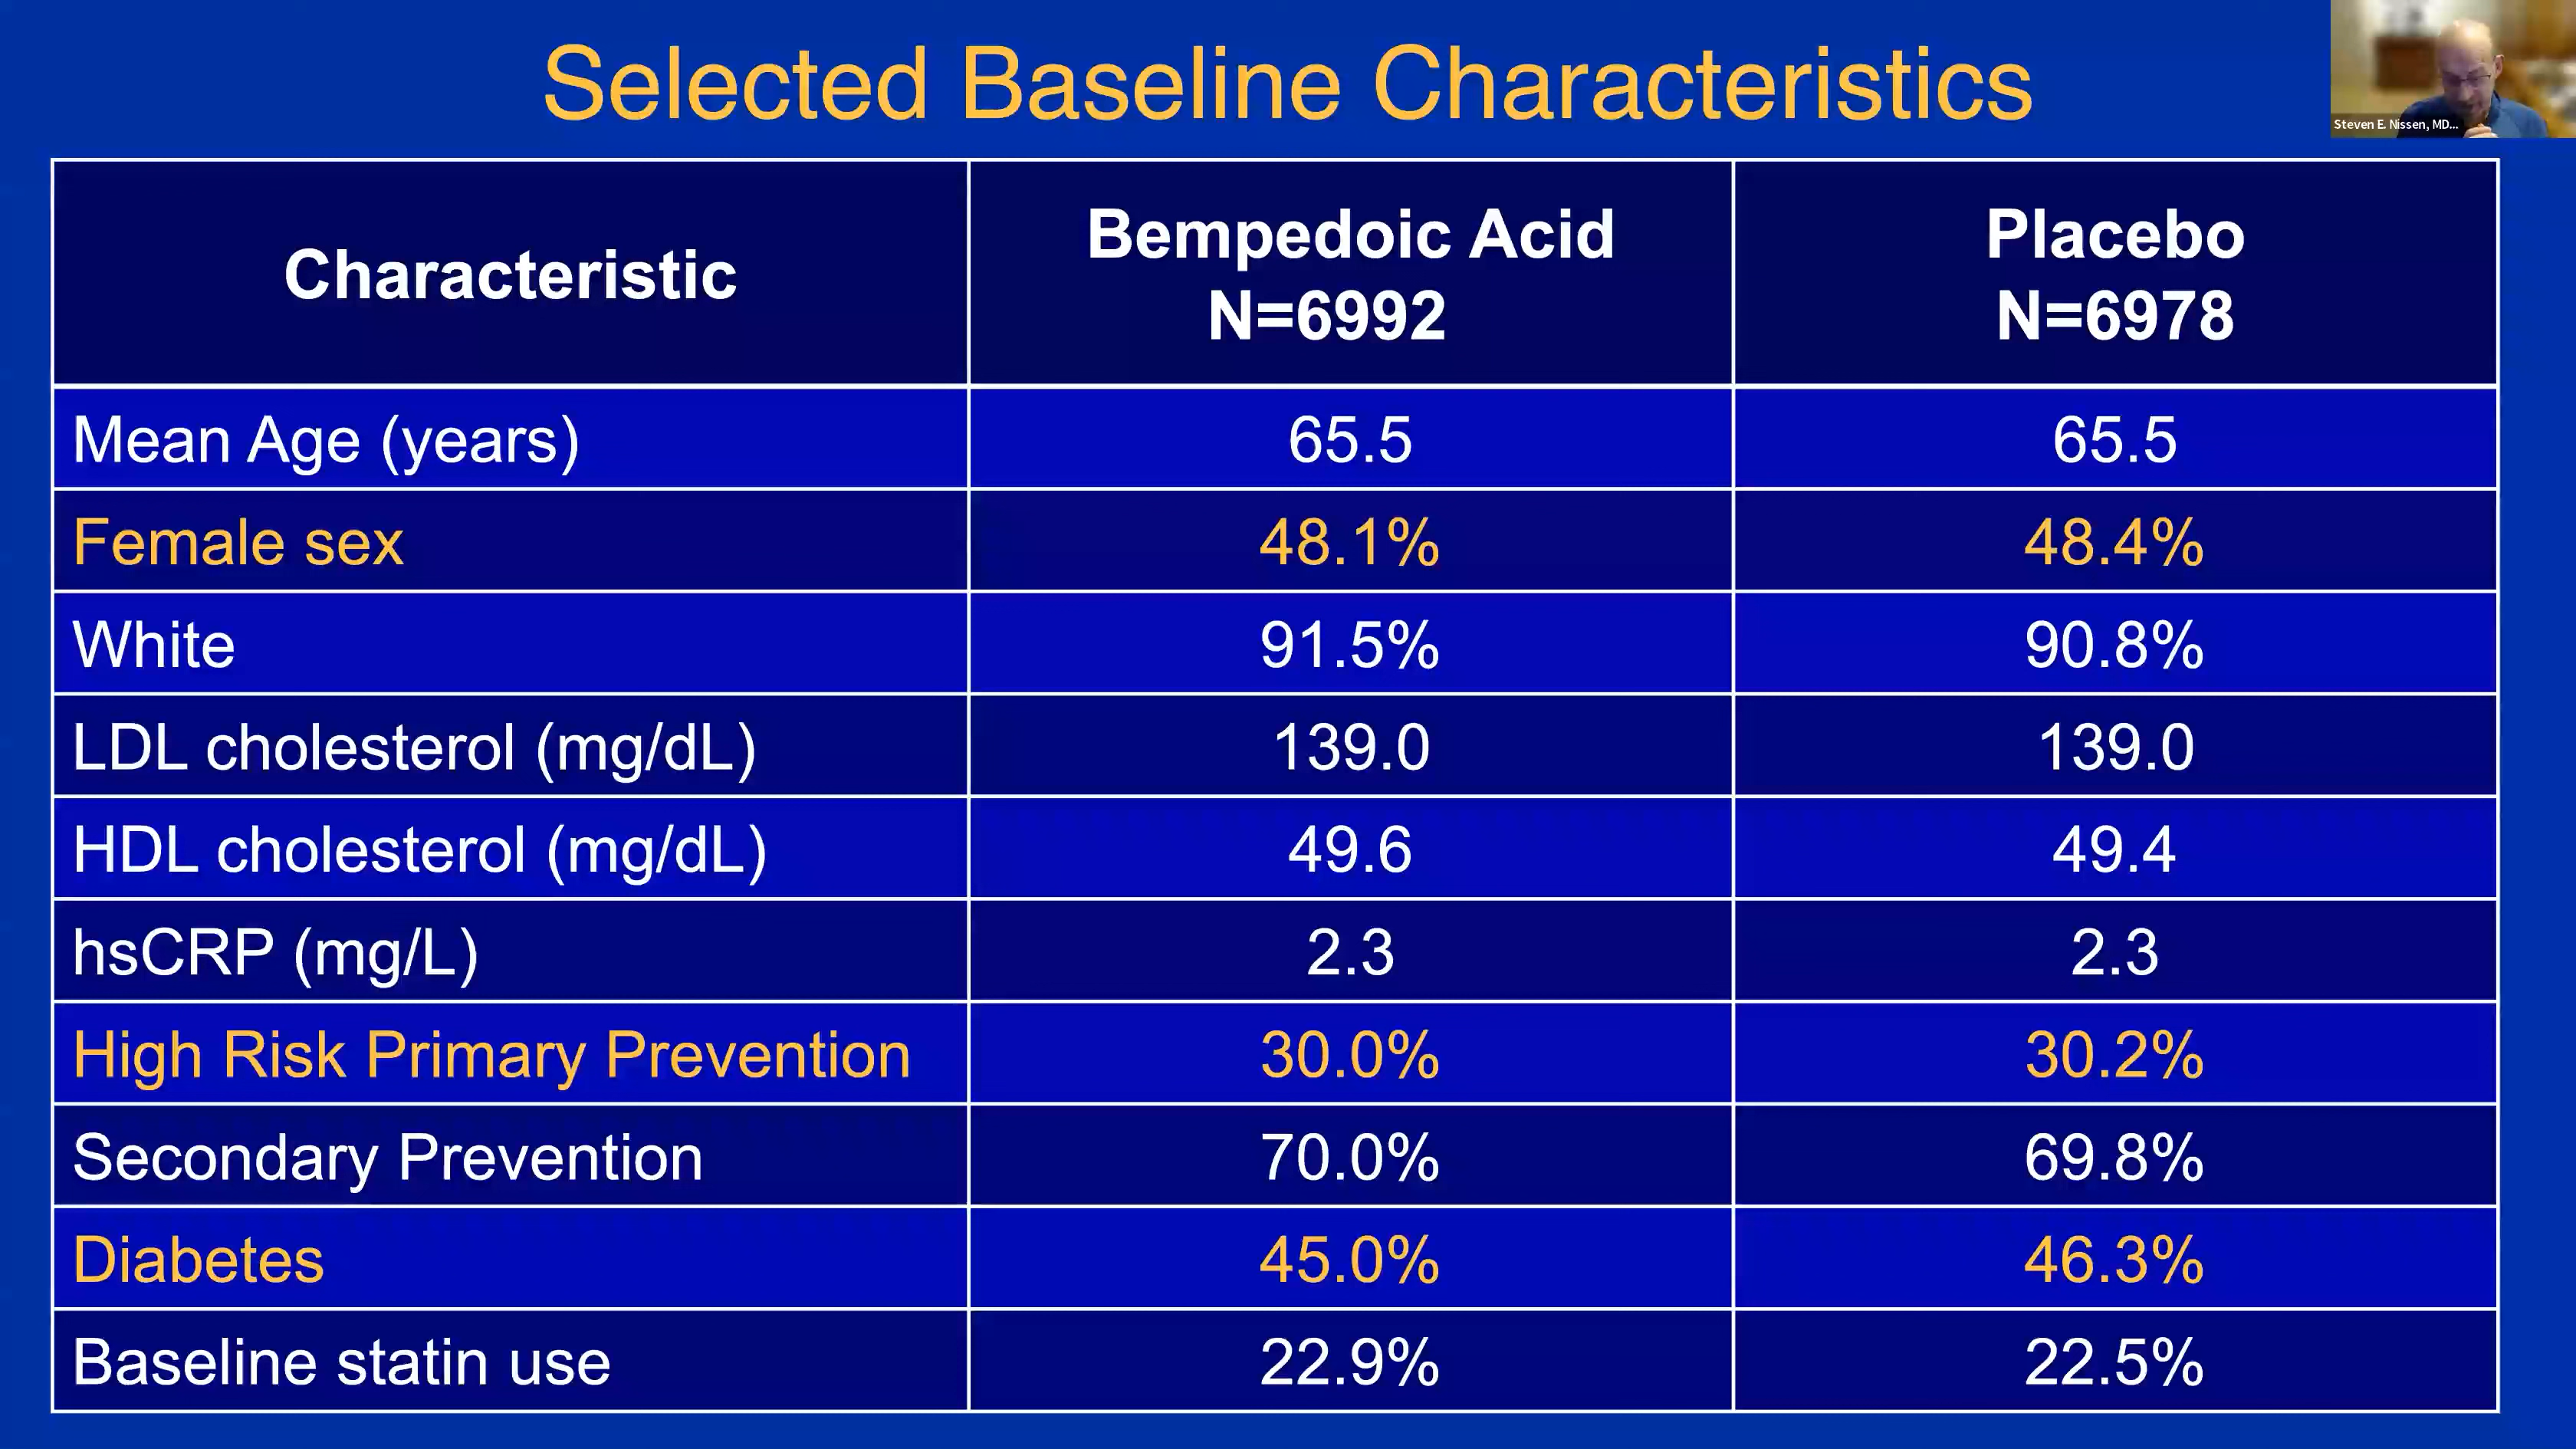 Selected Baseline Characteristics
Steven E. Nissen, MD...
Characteristic
Bempedoic Acid
N=6992
Placebo
N=6978
Mean Age (years) 65.5 65.5
Female sex 48.1% 48.4%
White 91.5% 90.8%
LDL cholesterol (mg/dL) 139.0 139.0
HDL cholesterol (mg/dL) 49.6 49.4
hsCRP (mg/L) 2.3 2.3
High Risk Primary Prevention 30.0% 30.2%
Secondary Prevention 70.0% 69.8%
Diabetes 45.0% 46.3%
Baseline statin use 22.9% 22.5%